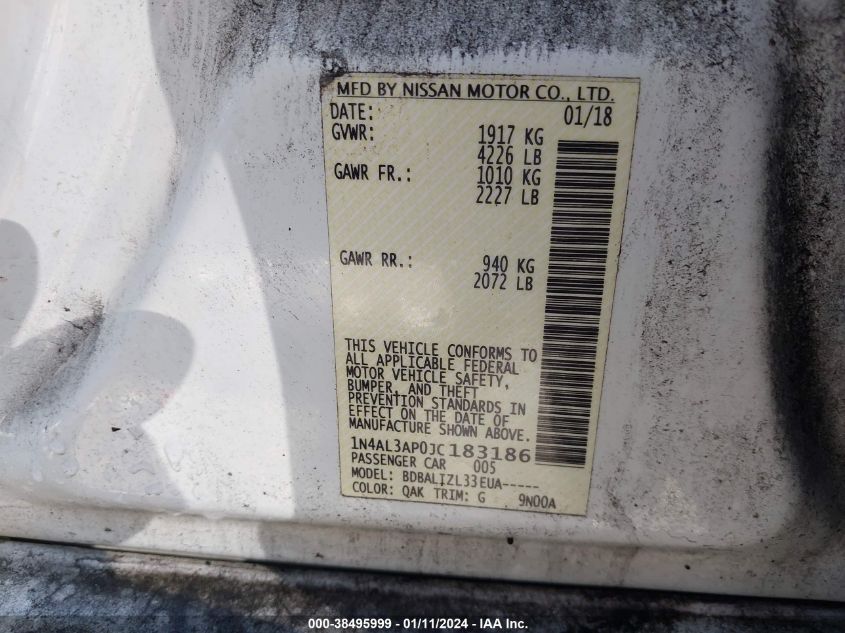 MFD BY NISSAN MOTOR CO., LTD.
DATE: 01/18
GVWR: 1917 KG
4226 LB
GAWR FR.: 1010 KG
2227 LB
GAWR RR.: 940 KG
2072 LB
THIS VEHICLE CONFORMS TO
ALL APPLICABLE FEDERAL
MOTOR VEHICLE SAFETY,
BUMPER, AND THEFT
PREVENTION STANDARDS IN
EFFECT ON THE DATE OF
MANUFACTURE SHOWN ABOVE.
1N4AL3AP0JC183186
PASSENGER CAR 005
MODEL: BDBALIZL33EUA-----
COLOR: QAK TRIM: G 9N00A
000-38495999 - 01/11/2024 - IAA Inc.